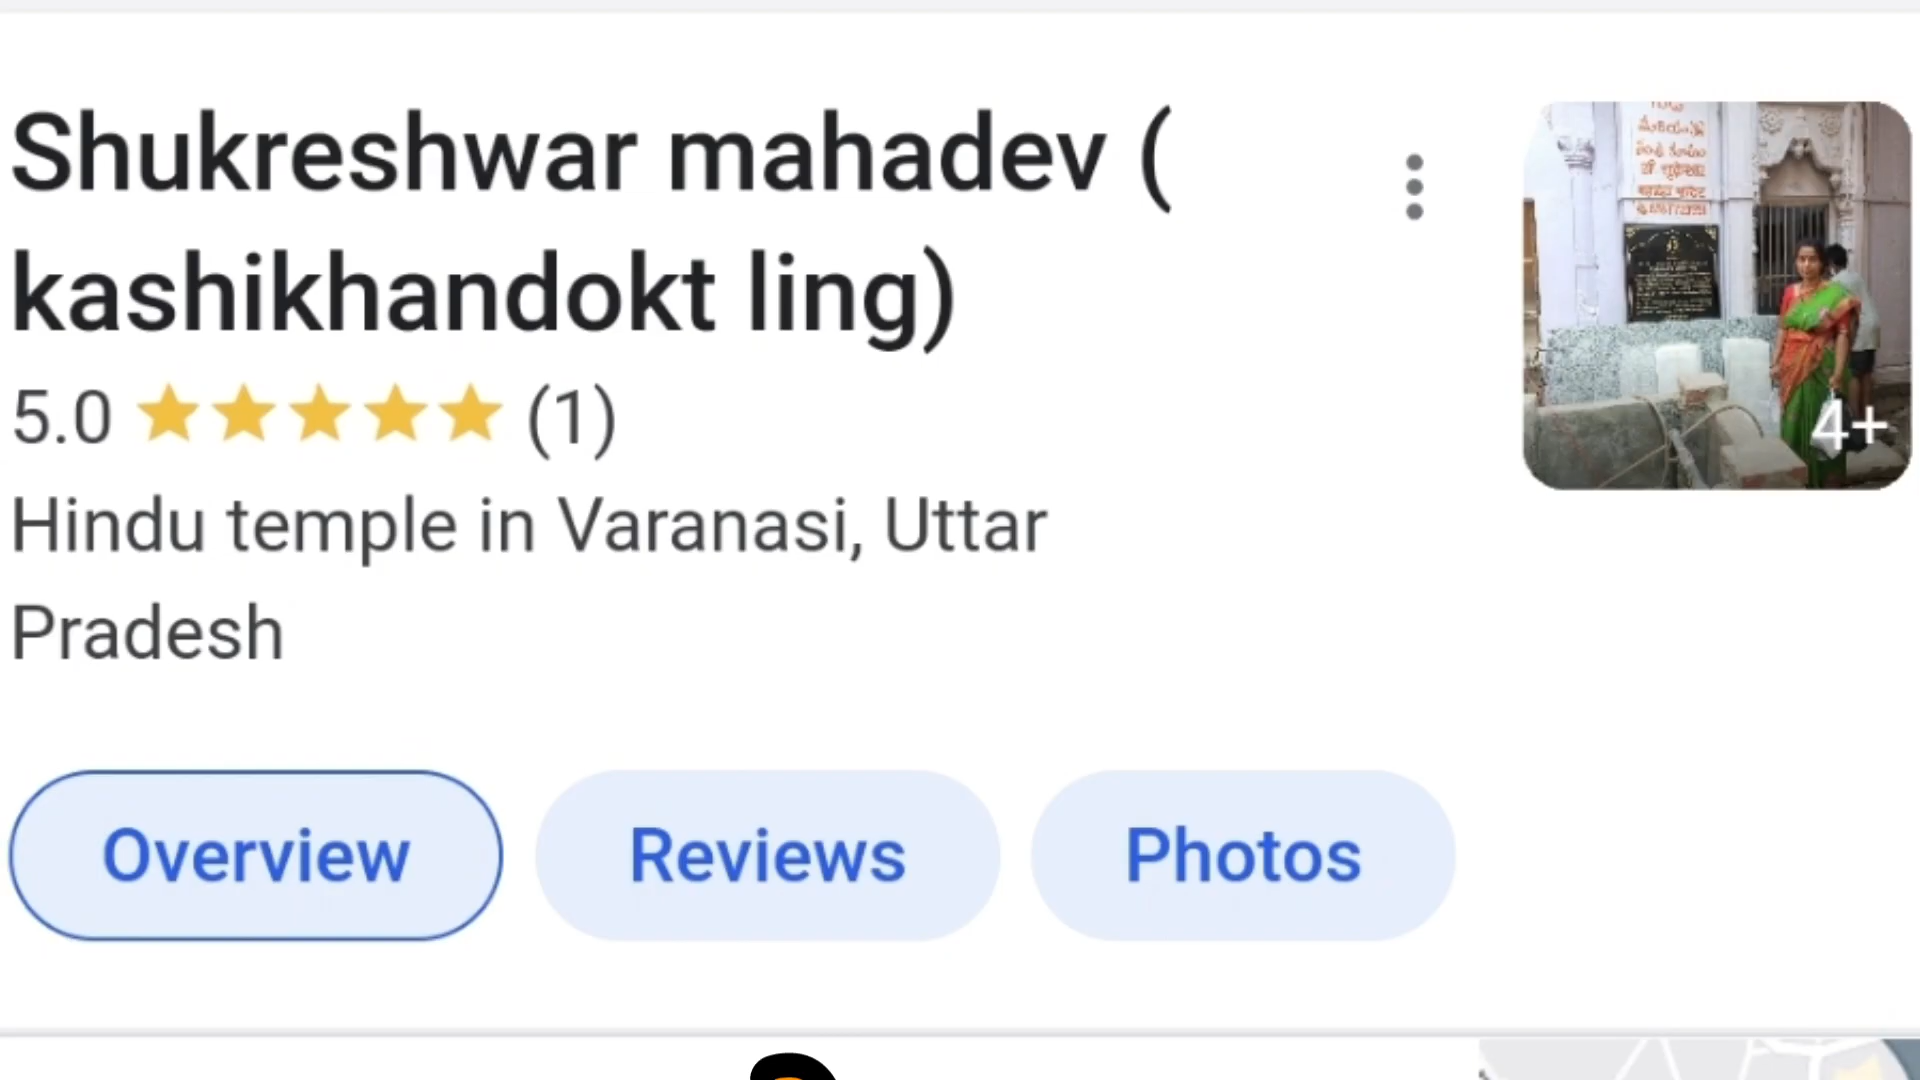 Shukreshwar mahadev (
kashikhandokt ling)
5.0 ★★★★★ (1)
Hindu temple in Varanasi, Uttar
Pradesh
4+
Overview
Reviews
Photos